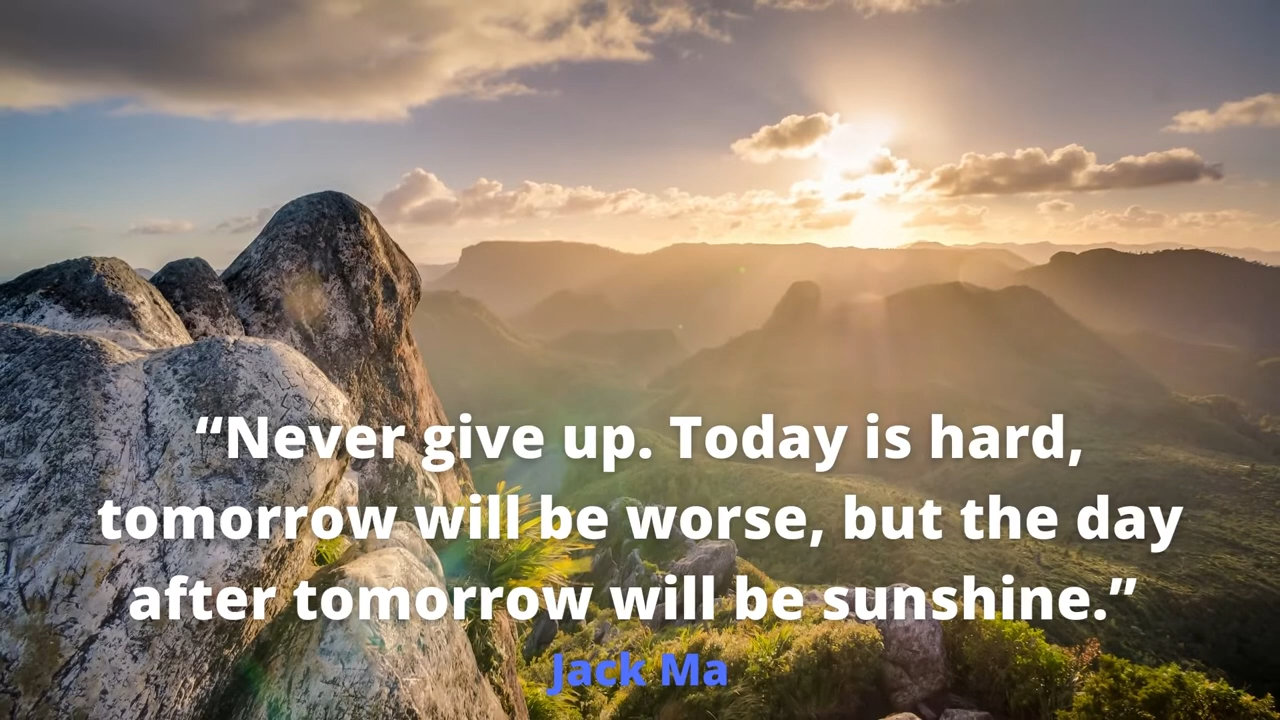 “Never give up. Today is hard,
tomorrow will be worse, but the day
after tomorrow will be sunshine.”
Jack Ma